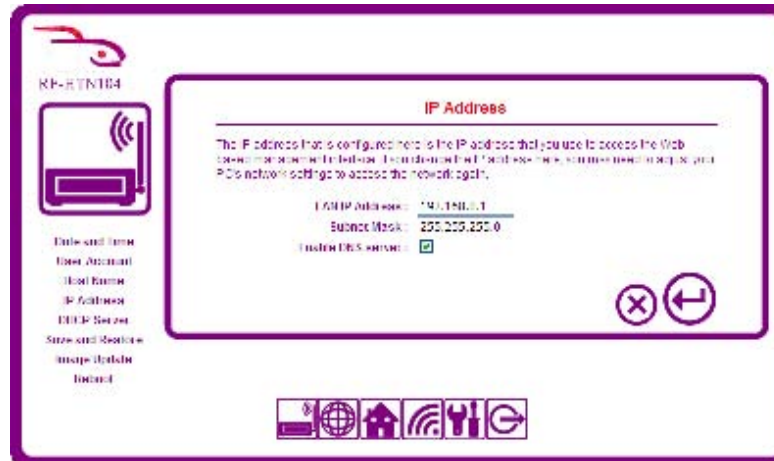 RF-RTN104
IP Address
The IP address that is configured here is the IP address that you use to access the Web
based management interface. If you change the IP address here, you may need to adjust your
PC's network settings to access the network again.
LAN IP Address :
Subnet Mask : 255.255.255.0
Enable DNS server :
Date and Time
User Account
Host Name
IP Address
DHCP Server
Save and Restore
Image Update
Reboot